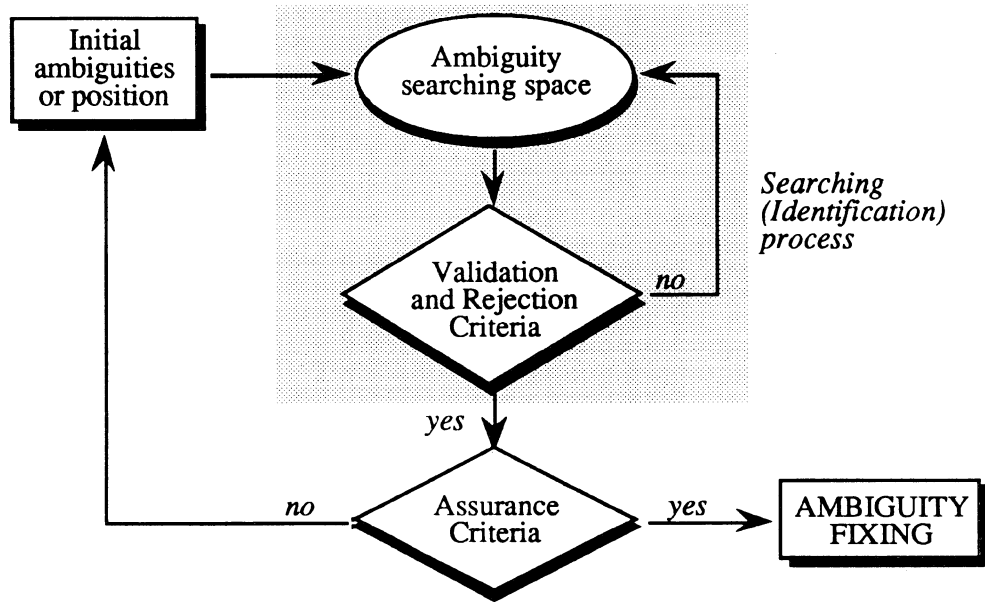 Initial
ambiguities
or position
Ambiguity
searching space
Searching
(Identification)
process
Validation
and Rejection
Criteria
no
yes
no
Assurance
Criteria
yes
AMBIGUITY
FIXING